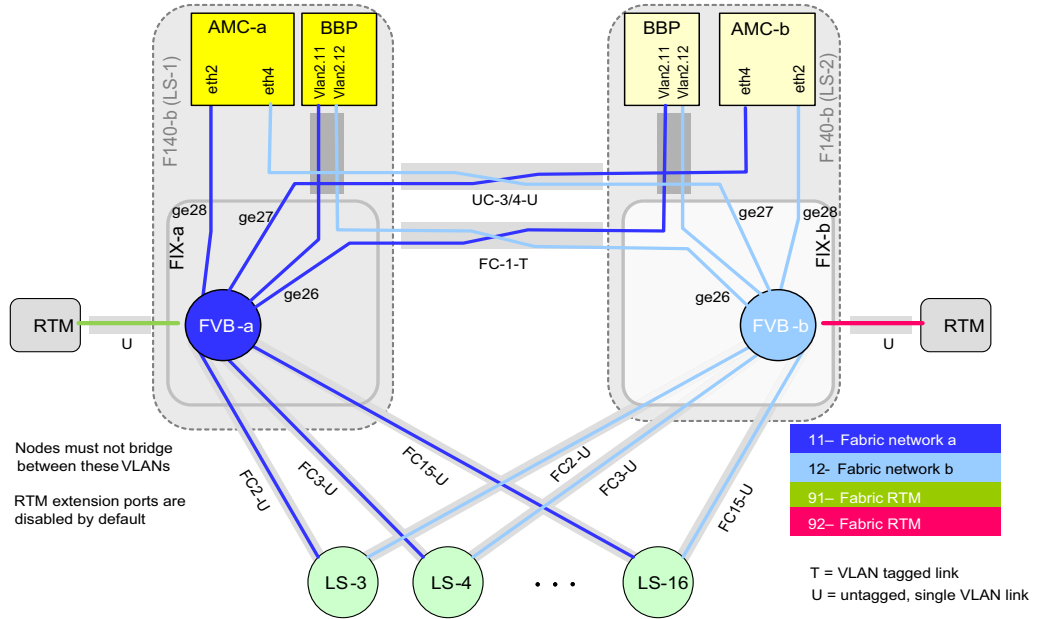 AMC-a
BBP
BBP
AMC-b
eth2
eth4
Vlan2.11
Vlan2.12
Vlan2.11
Vlan2.12
eth4
eth2
F140-b (LS-1)
F140-b (LS-2)
UC-3/4-U
ge28
ge27
ge27
ge28
FIX-a
FIX-b
FC-1-T
ge26
ge26
RTM
U
FVB-a
FVB-b
U
RTM
Nodes must not bridge
between these VLANs
RTM extension ports are
disabled by default
FC2-U
FC3-U
FC15-U
FC2-U
FC3-U
FC15-U
11– Fabric network a
12- Fabric network b
91– Fabric RTM
92– Fabric RTM
LS-3
LS-4
. . .
LS-16
T = VLAN tagged link
U = untagged, single VLAN link